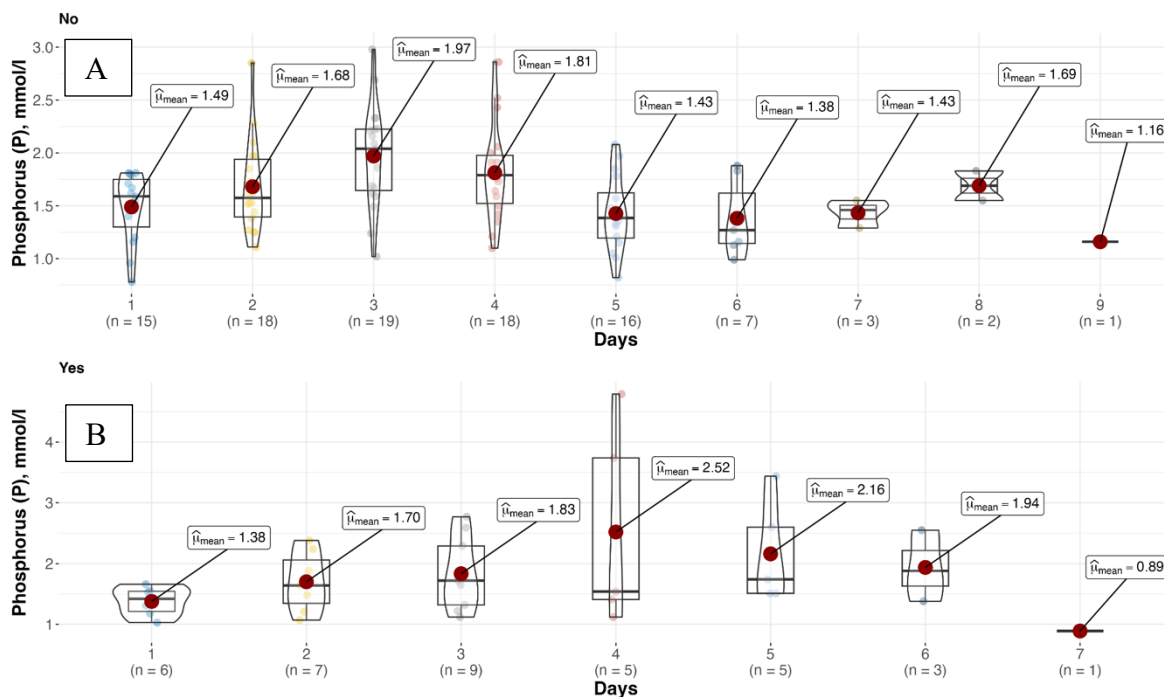 No
A
Phosphorus (P), mmol/l
3.0
2.5
2.0
1.5
1.0
μ̂mean = 1.49
μ̂mean = 1.68
μ̂mean = 1.97
μ̂mean = 1.81
μ̂mean = 1.43
μ̂mean = 1.38
μ̂mean = 1.43
μ̂mean = 1.69
μ̂mean = 1.16
1 2 3 4 5 6 7 8 9
(n = 15) (n = 18) (n = 19) (n = 18) (n = 16) (n = 7) (n = 3) (n = 2) (n = 1)
Days
Yes
B
Phosphorus (P), mmol/l
4
3
2
1
μ̂mean = 1.38
μ̂mean = 1.70
μ̂mean = 1.83
μ̂mean = 2.52
μ̂mean = 2.16
μ̂mean = 1.94
μ̂mean = 0.89
1 2 3 4 5 6 7
(n = 6) (n = 7) (n = 9) (n = 5) (n = 5) (n = 3) (n = 1)
Days